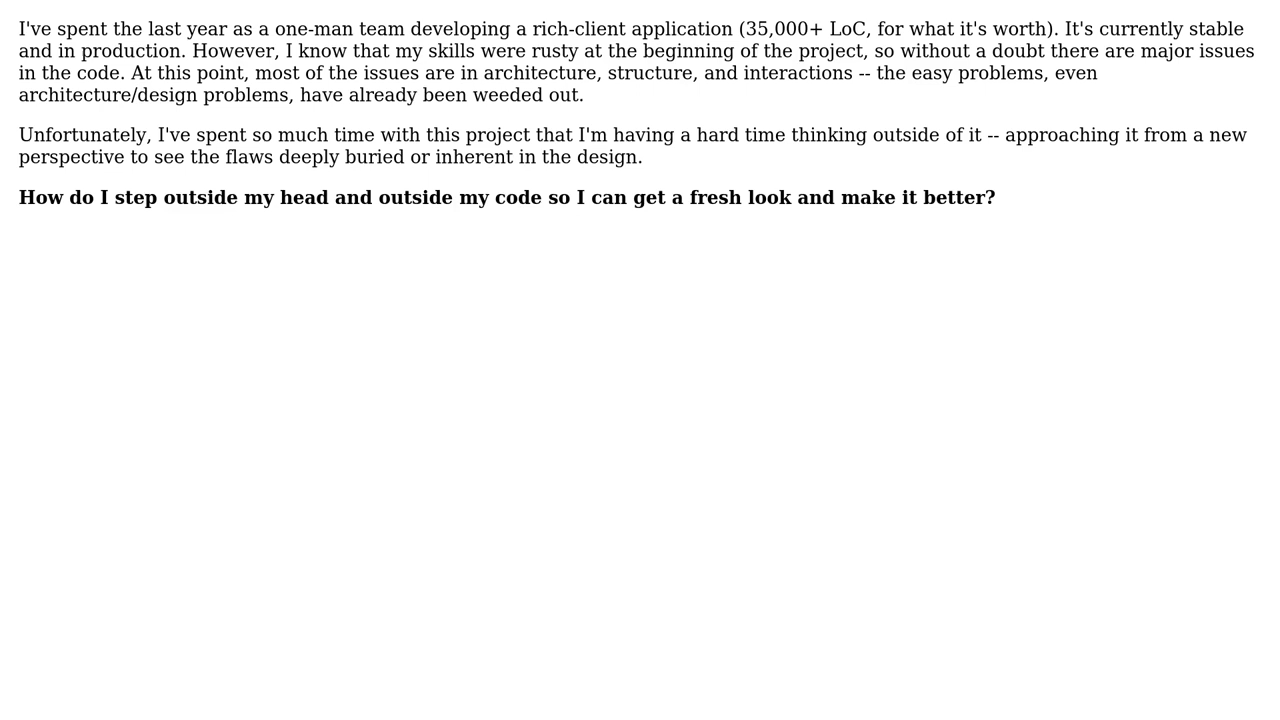 I've spent the last year as a one-man team developing a rich-client application (35,000+ LoC, for what it's worth). It's currently stable
and in production. However, I know that my skills were rusty at the beginning of the project, so without a doubt there are major issues
in the code. At this point, most of the issues are in architecture, structure, and interactions -- the easy problems, even
architecture/design problems, have already been weeded out.
Unfortunately, I've spent so much time with this project that I'm having a hard time thinking outside of it -- approaching it from a new
perspective to see the flaws deeply buried or inherent in the design.
How do I step outside my head and outside my code so I can get a fresh look and make it better?